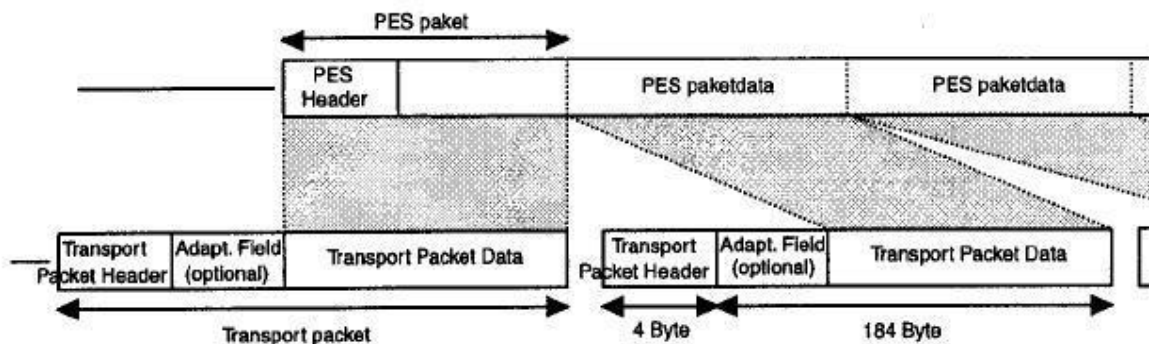 PES paket
PES
Header
PES paketdata
PES paketdata
Transport
Packet Header
Adapt. Field
(optional)
Transport Packet Data
Transport
Packet Header
Adapt. Field
(optional)
Transport Packet Data
Transport packet
4 Byte
184 Byte